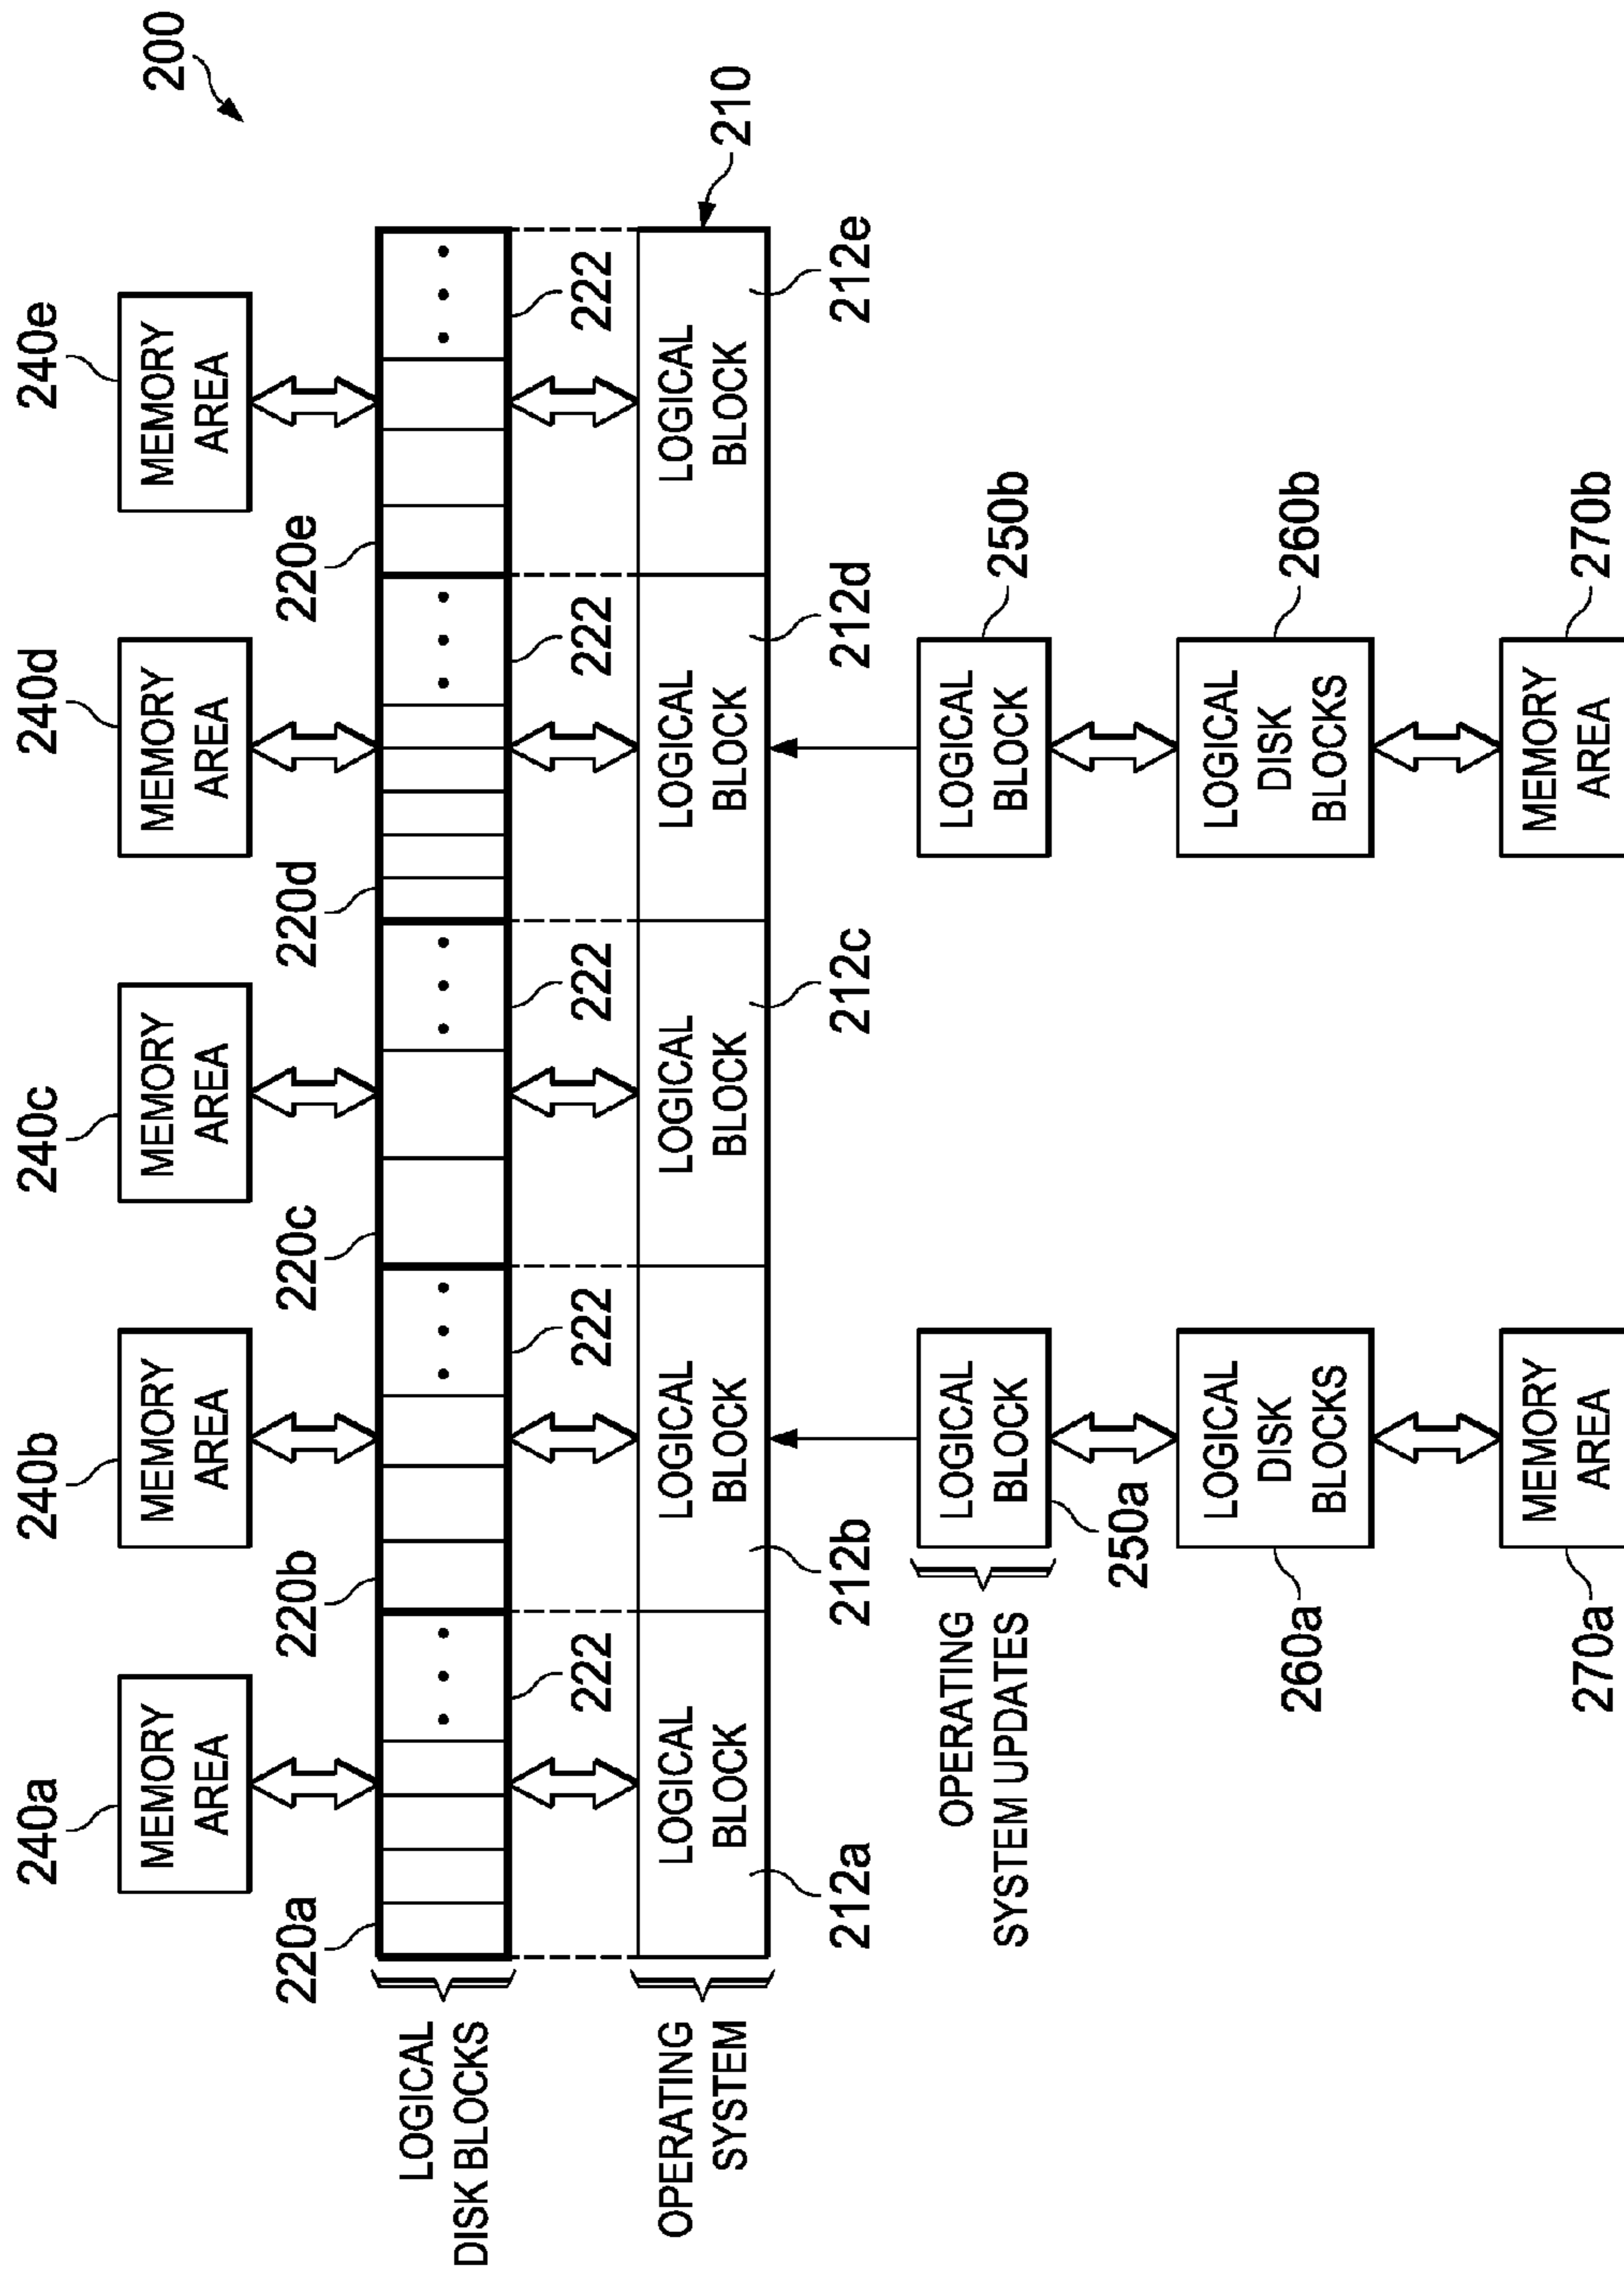 200
240a
240b
240c
240d
240e
MEMORY
AREA
MEMORY
AREA
MEMORY
AREA
MEMORY
AREA
MEMORY
AREA
220a
220b
220c
220d
220e
LOGICAL
DISK BLOCKS
222
222
222
222
222
210
OPERATING
SYSTEM
LOGICAL
BLOCK
LOGICAL
BLOCK
LOGICAL
BLOCK
LOGICAL
BLOCK
LOGICAL
BLOCK
212a
212b
212c
212d
212e
OPERATING
SYSTEM UPDATES
LOGICAL
BLOCK
250a
LOGICAL
BLOCK
250b
260a
LOGICAL
DISK
BLOCKS
LOGICAL
DISK
BLOCKS
260b
270a
MEMORY
AREA
MEMORY
AREA
270b